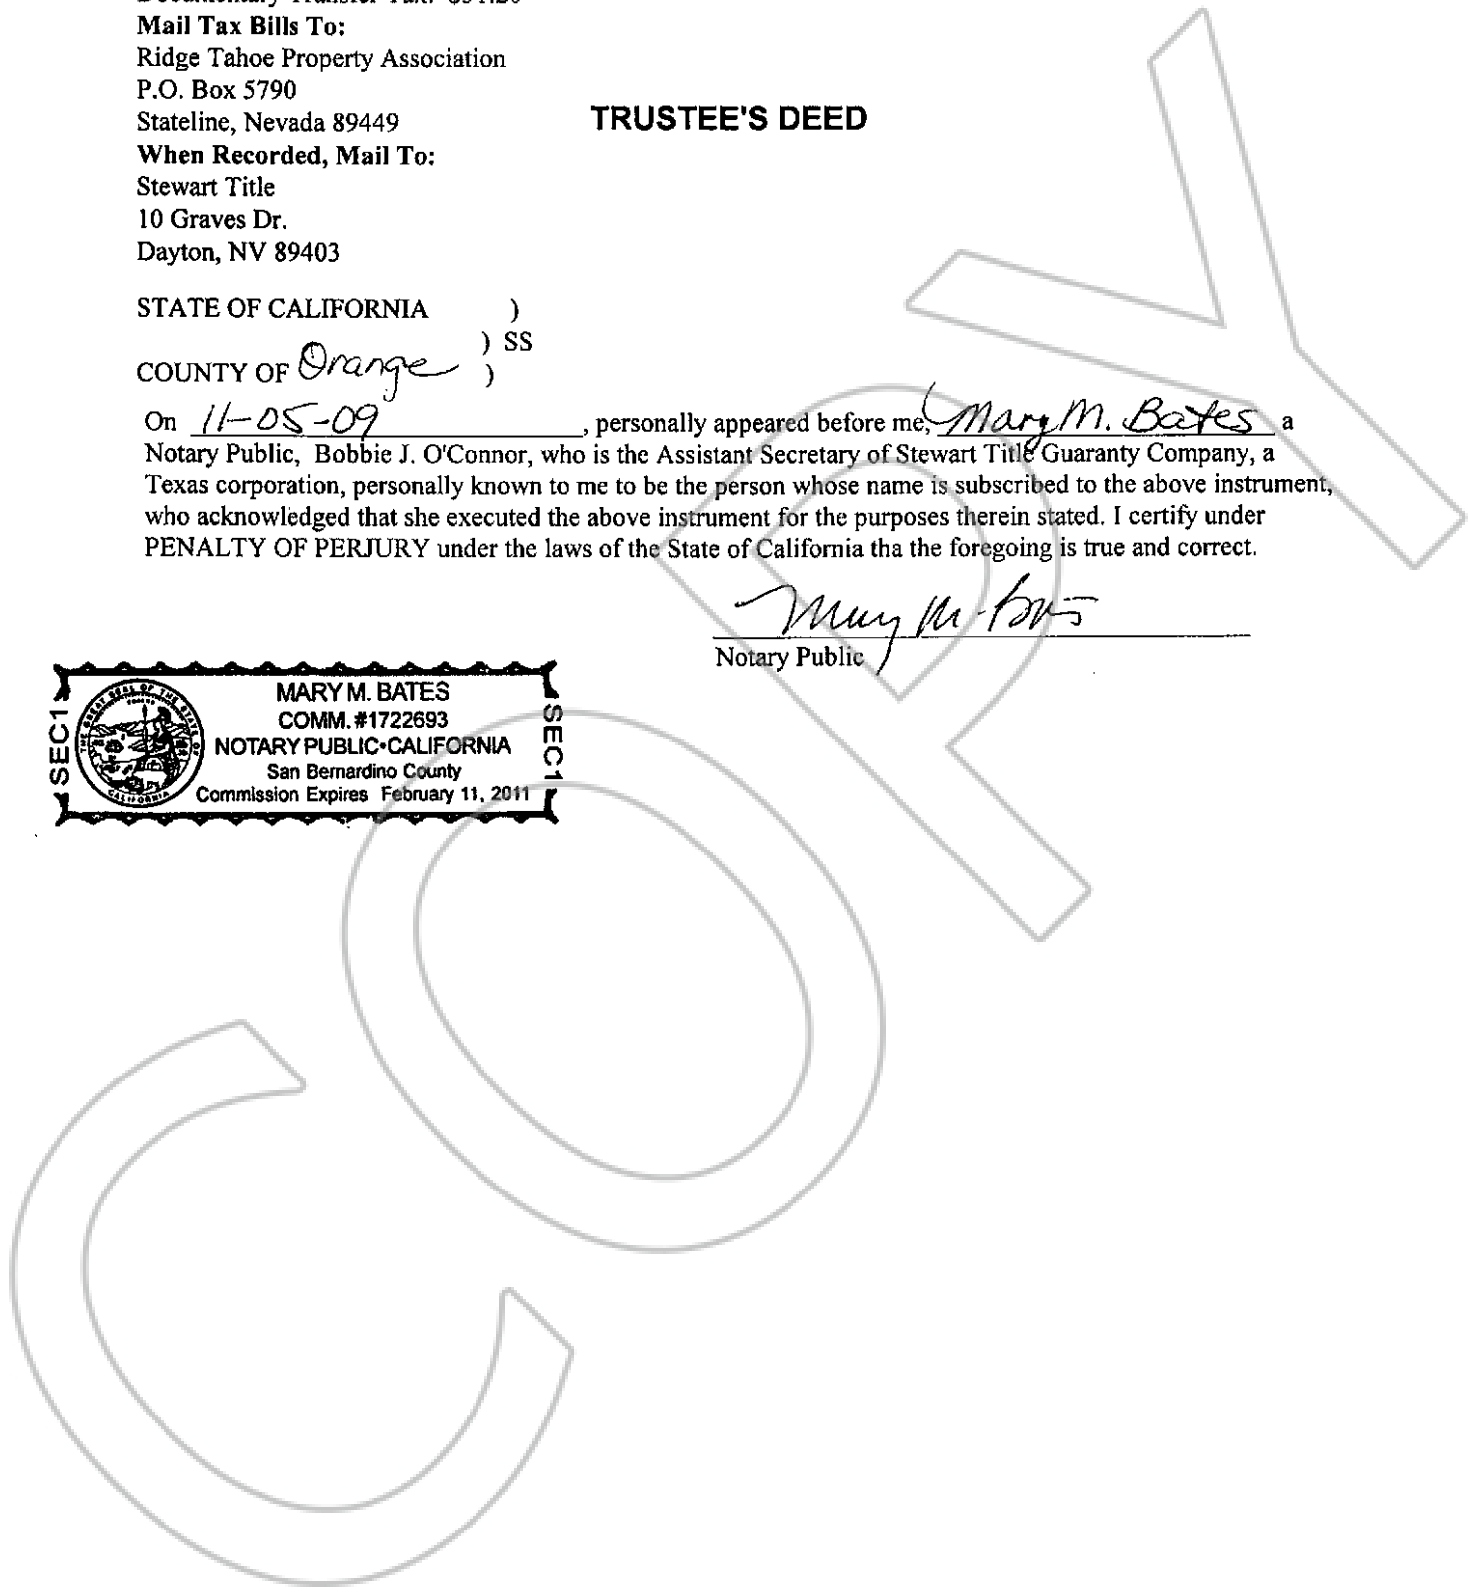 Mail Tax Bills To:
Ridge Tahoe Property Association
P.O. Box 5790
Stateline, Nevada 89449
TRUSTEE'S DEED
When Recorded, Mail To:
Stewart Title
10 Graves Dr.
Dayton, NV 89403
STATE OF CALIFORNIA )
) SS
COUNTY OF Orange )
On 11-05-09, personally appeared before me, Mary M. Bates a
Notary Public, Bobbie J. O'Connor, who is the Assistant Secretary of Stewart Title Guaranty Company, a
Texas corporation, personally known to me to be the person whose name is subscribed to the above instrument,
who acknowledged that she executed the above instrument for the purposes therein stated. I certify under
PENALTY OF PERJURY under the laws of the State of California tha the foregoing is true and correct.
Mary M. Bates
Notary Public
SEC1
MARY M. BATES
COMM. #1722693
NOTARY PUBLIC•CALIFORNIA
San Bernardino County
Commission Expires February 11, 2011
SEC1
COPY